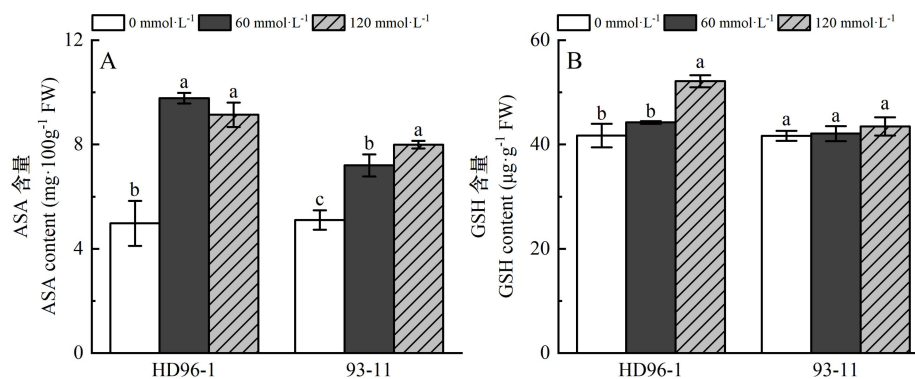 0 mmol·L⁻¹ 60 mmol·L⁻¹ 120 mmol·L⁻¹
A
ASA 含量
ASA content (mg·100g⁻¹ FW)
12
8
4
0
b
a
a
c
b
a
HD96-1
93-11
0 mmol·L⁻¹ 60 mmol·L⁻¹ 120 mmol·L⁻¹
B
GSH 含量
GSH content (μg·g⁻¹ FW)
60
40
20
0
b
b
a
a
a
a
HD96-1
93-11